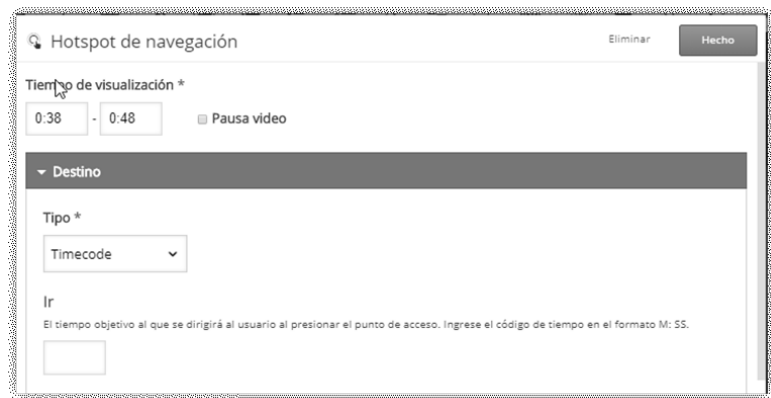 Hotspot de navegación
Eliminar
Hecho
Tiempo de visualización *
0:38 - 0:48 Pausa video
Destino
Tipo *
Timecode
Ir
El tiempo objetivo al que se dirigirá al usuario al presionar el punto de acceso. Ingrese el código de tiempo en el formato M: SS.